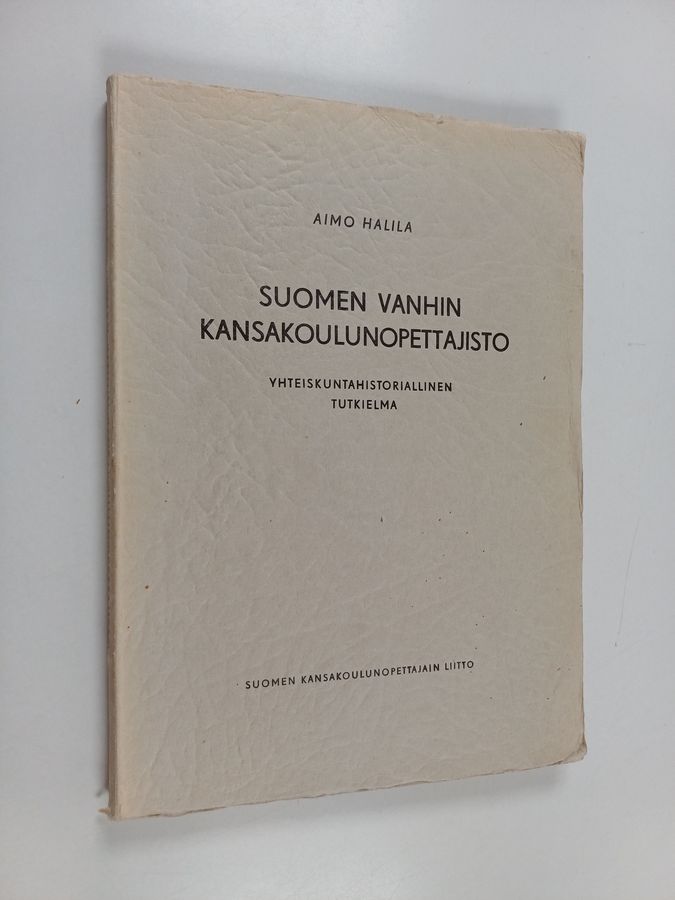 AIMO HALILA
SUOMEN VANHIN
KANSAKOULUNOPETTAJISTO
YHTEISKUNTAHISTORIALLINEN
TUTKIELMA
SUOMEN KANSAKOULUNOPETTAJAIN LIITTO